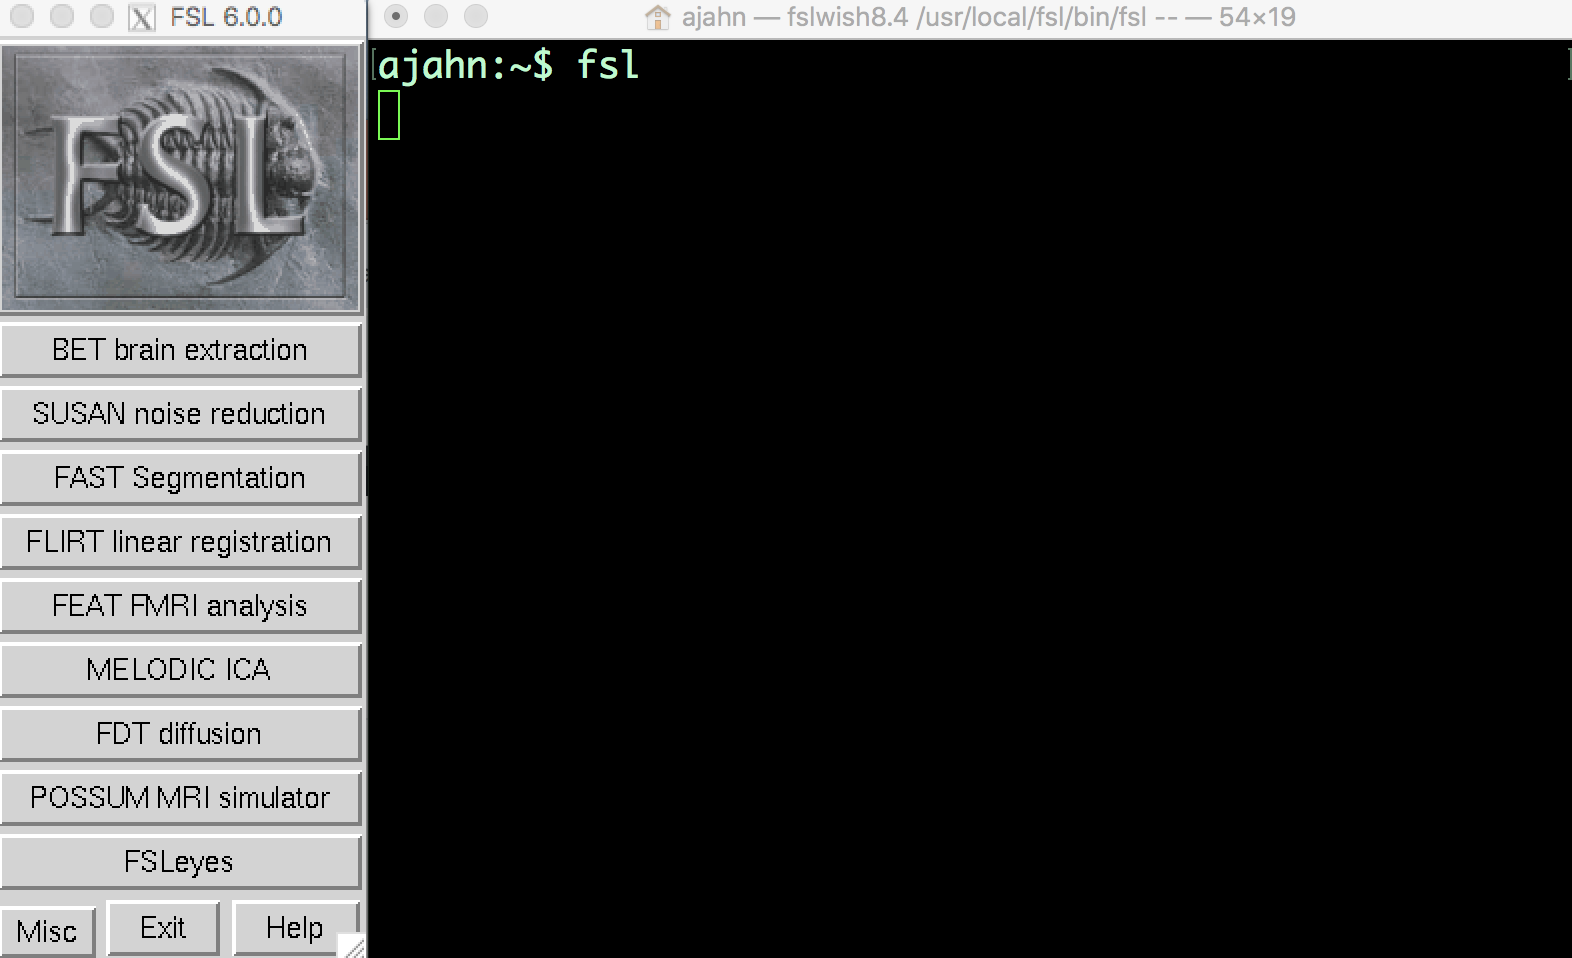 FSL 6.0.0
FSL
BET brain extraction
SUSAN noise reduction
FAST Segmentation
FLIRT linear registration
FEAT FMRI analysis
MELODIC ICA
FDT diffusion
POSSUM MRI simulator
FSLeyes
Misc Exit Help
ajahn — fslwish8.4 /usr/local/fsl/bin/fsl -- — 54×19
ajahn:~$ fsl